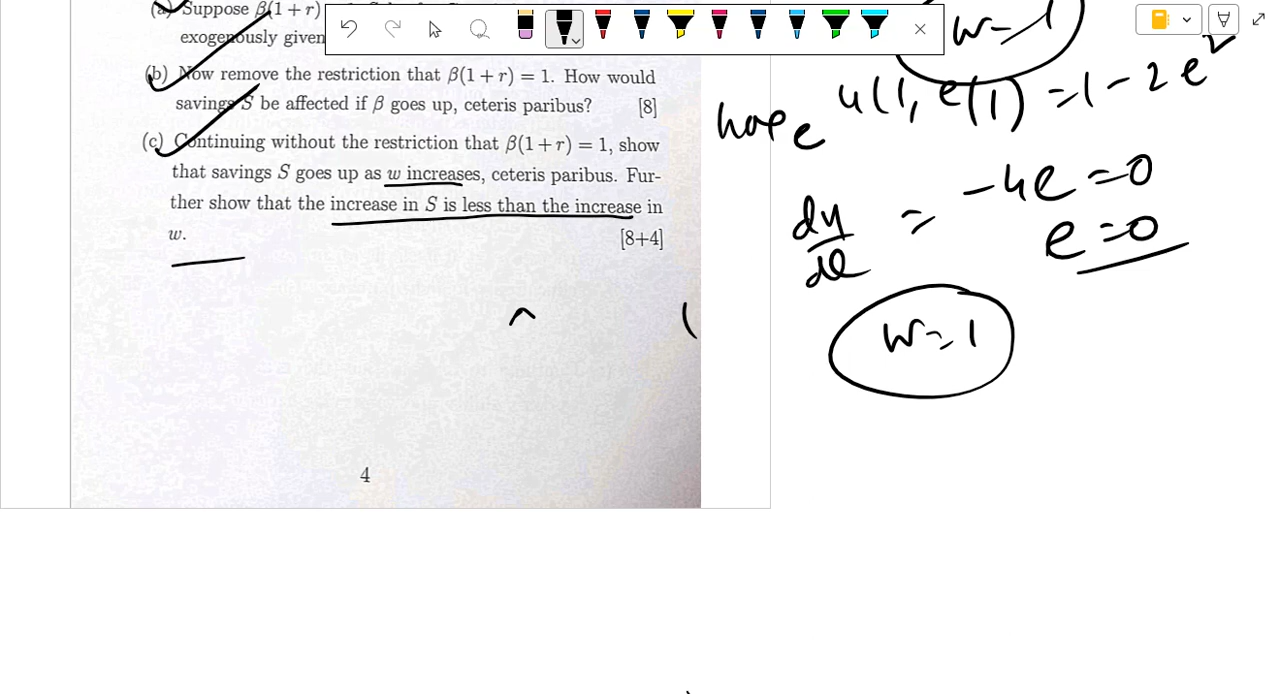 (a) Suppose β(1 + r)
exogenously given
(b) Now remove the restriction that β(1 + r) = 1. How would
savings S be affected if β goes up, ceteris paribus? [8]
(c) Continuing without the restriction that β(1 + r) = 1, show
that savings S goes up as w increases, ceteris paribus. Fur-
ther show that the increase in S is less than the increase in
w. [8+4]
4
w=1
u(1, e(1) = 1 - 2e²
-4e = 0
du/de =
e = 0
w=1